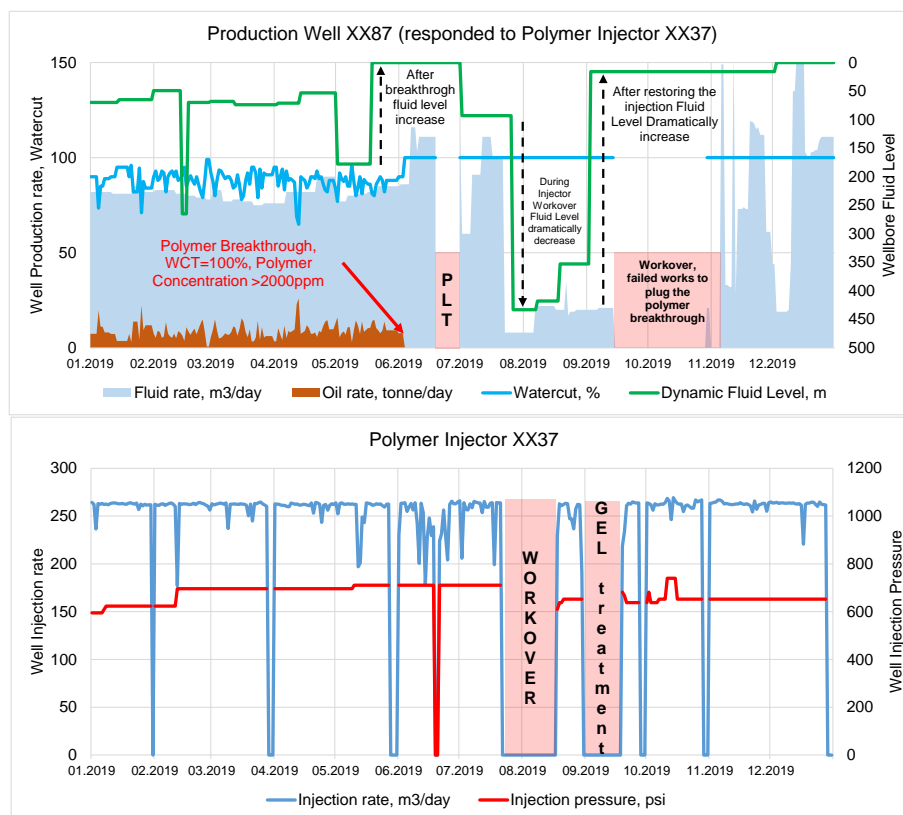 Production Well XX87 (responded to Polymer Injector XX37)
Well Production rate, Watercut
150
100
50
0
0
50
100
150
200
250
300
350
400
450
500
Wellbore Fluid Level
After
breakthrogh
fluid level
increase
After restoring the
injection Fluid
Level Dramatically
increase
During
Injector
Workover
Fluid Level
dramatically
decrease
Polymer Breakthrough,
WCT=100%, Polymer
Concentration >2000ppm
P
L
T
Workover,
failed works to
plug the
polymer
breakthrough
01.2019 02.2019 03.2019 04.2019 05.2019 06.2019 07.2019 08.2019 09.2019 10.2019 11.2019 12.2019
Fluid rate, m3/day Oil rate, tonne/day Watercut, % Dynamic Fluid Level, m
Polymer Injector XX37
Well Injection rate
300
250
200
150
100
50
0
1200
1000
800
600
400
200
0
Well Injection Pressure
W
O
R
K
O
V
E
R
G
E
L
t
r
e
a
t
m
e
n
t
01.2019 02.2019 03.2019 04.2019 05.2019 06.2019 07.2019 08.2019 09.2019 10.2019 11.2019 12.2019
Injection rate, m3/day Injection pressure, psi